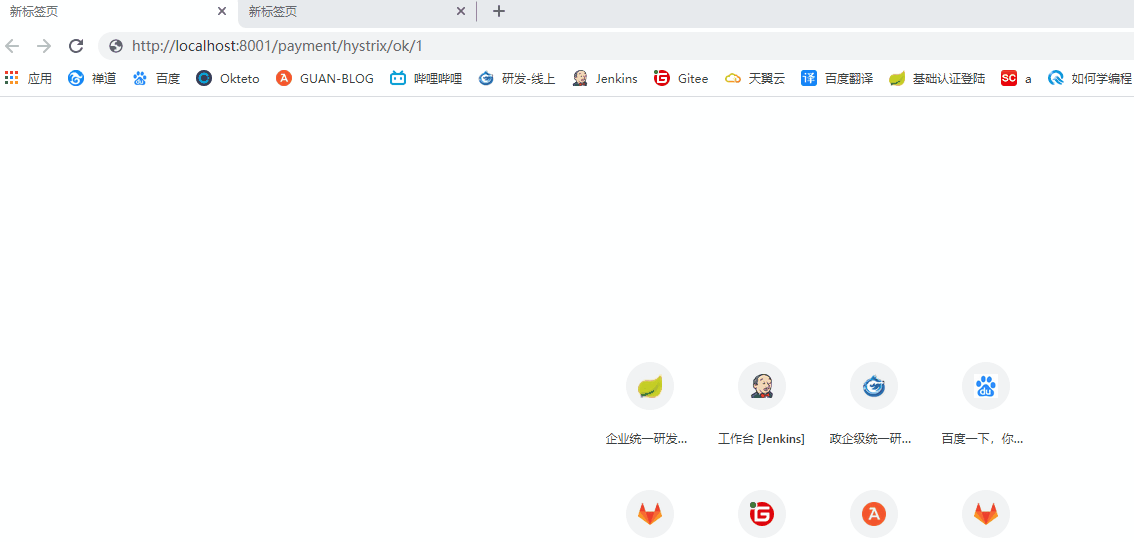 新标签页 新标签页
http://localhost:8001/payment/hystrix/ok/1
应用 禅道 百度 Okteto GUAN-BLOG 哔哩哔哩 研发-线上 Jenkins Gitee 天翼云 译 百度翻译 基础认证登陆 SC a 如何学编程
du
企业统一研发... 工作台 [Jenkins] 政企级统一研... 百度一下，你...
G A